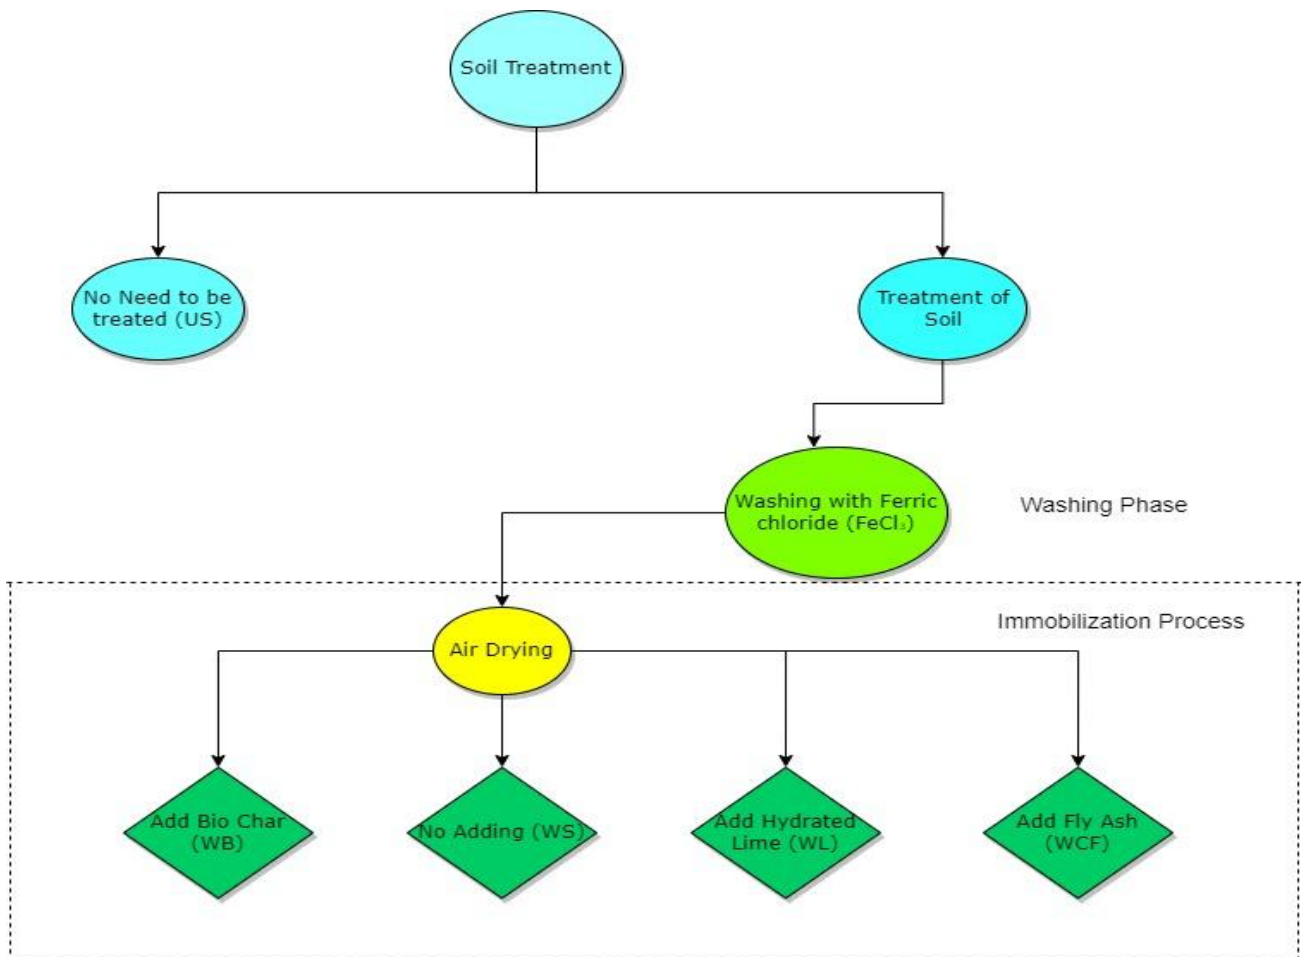 Soil Treatment
No Need to be
treated (US)
Treatment of
Soil
Washing with Ferric
chloride (FeCl₃)
Washing Phase
Immobilization Process
Air Drying
Add Bio Char
(WB)
No Adding (WS)
Add Hydrated
Lime (WL)
Add Fly Ash
(WCF)